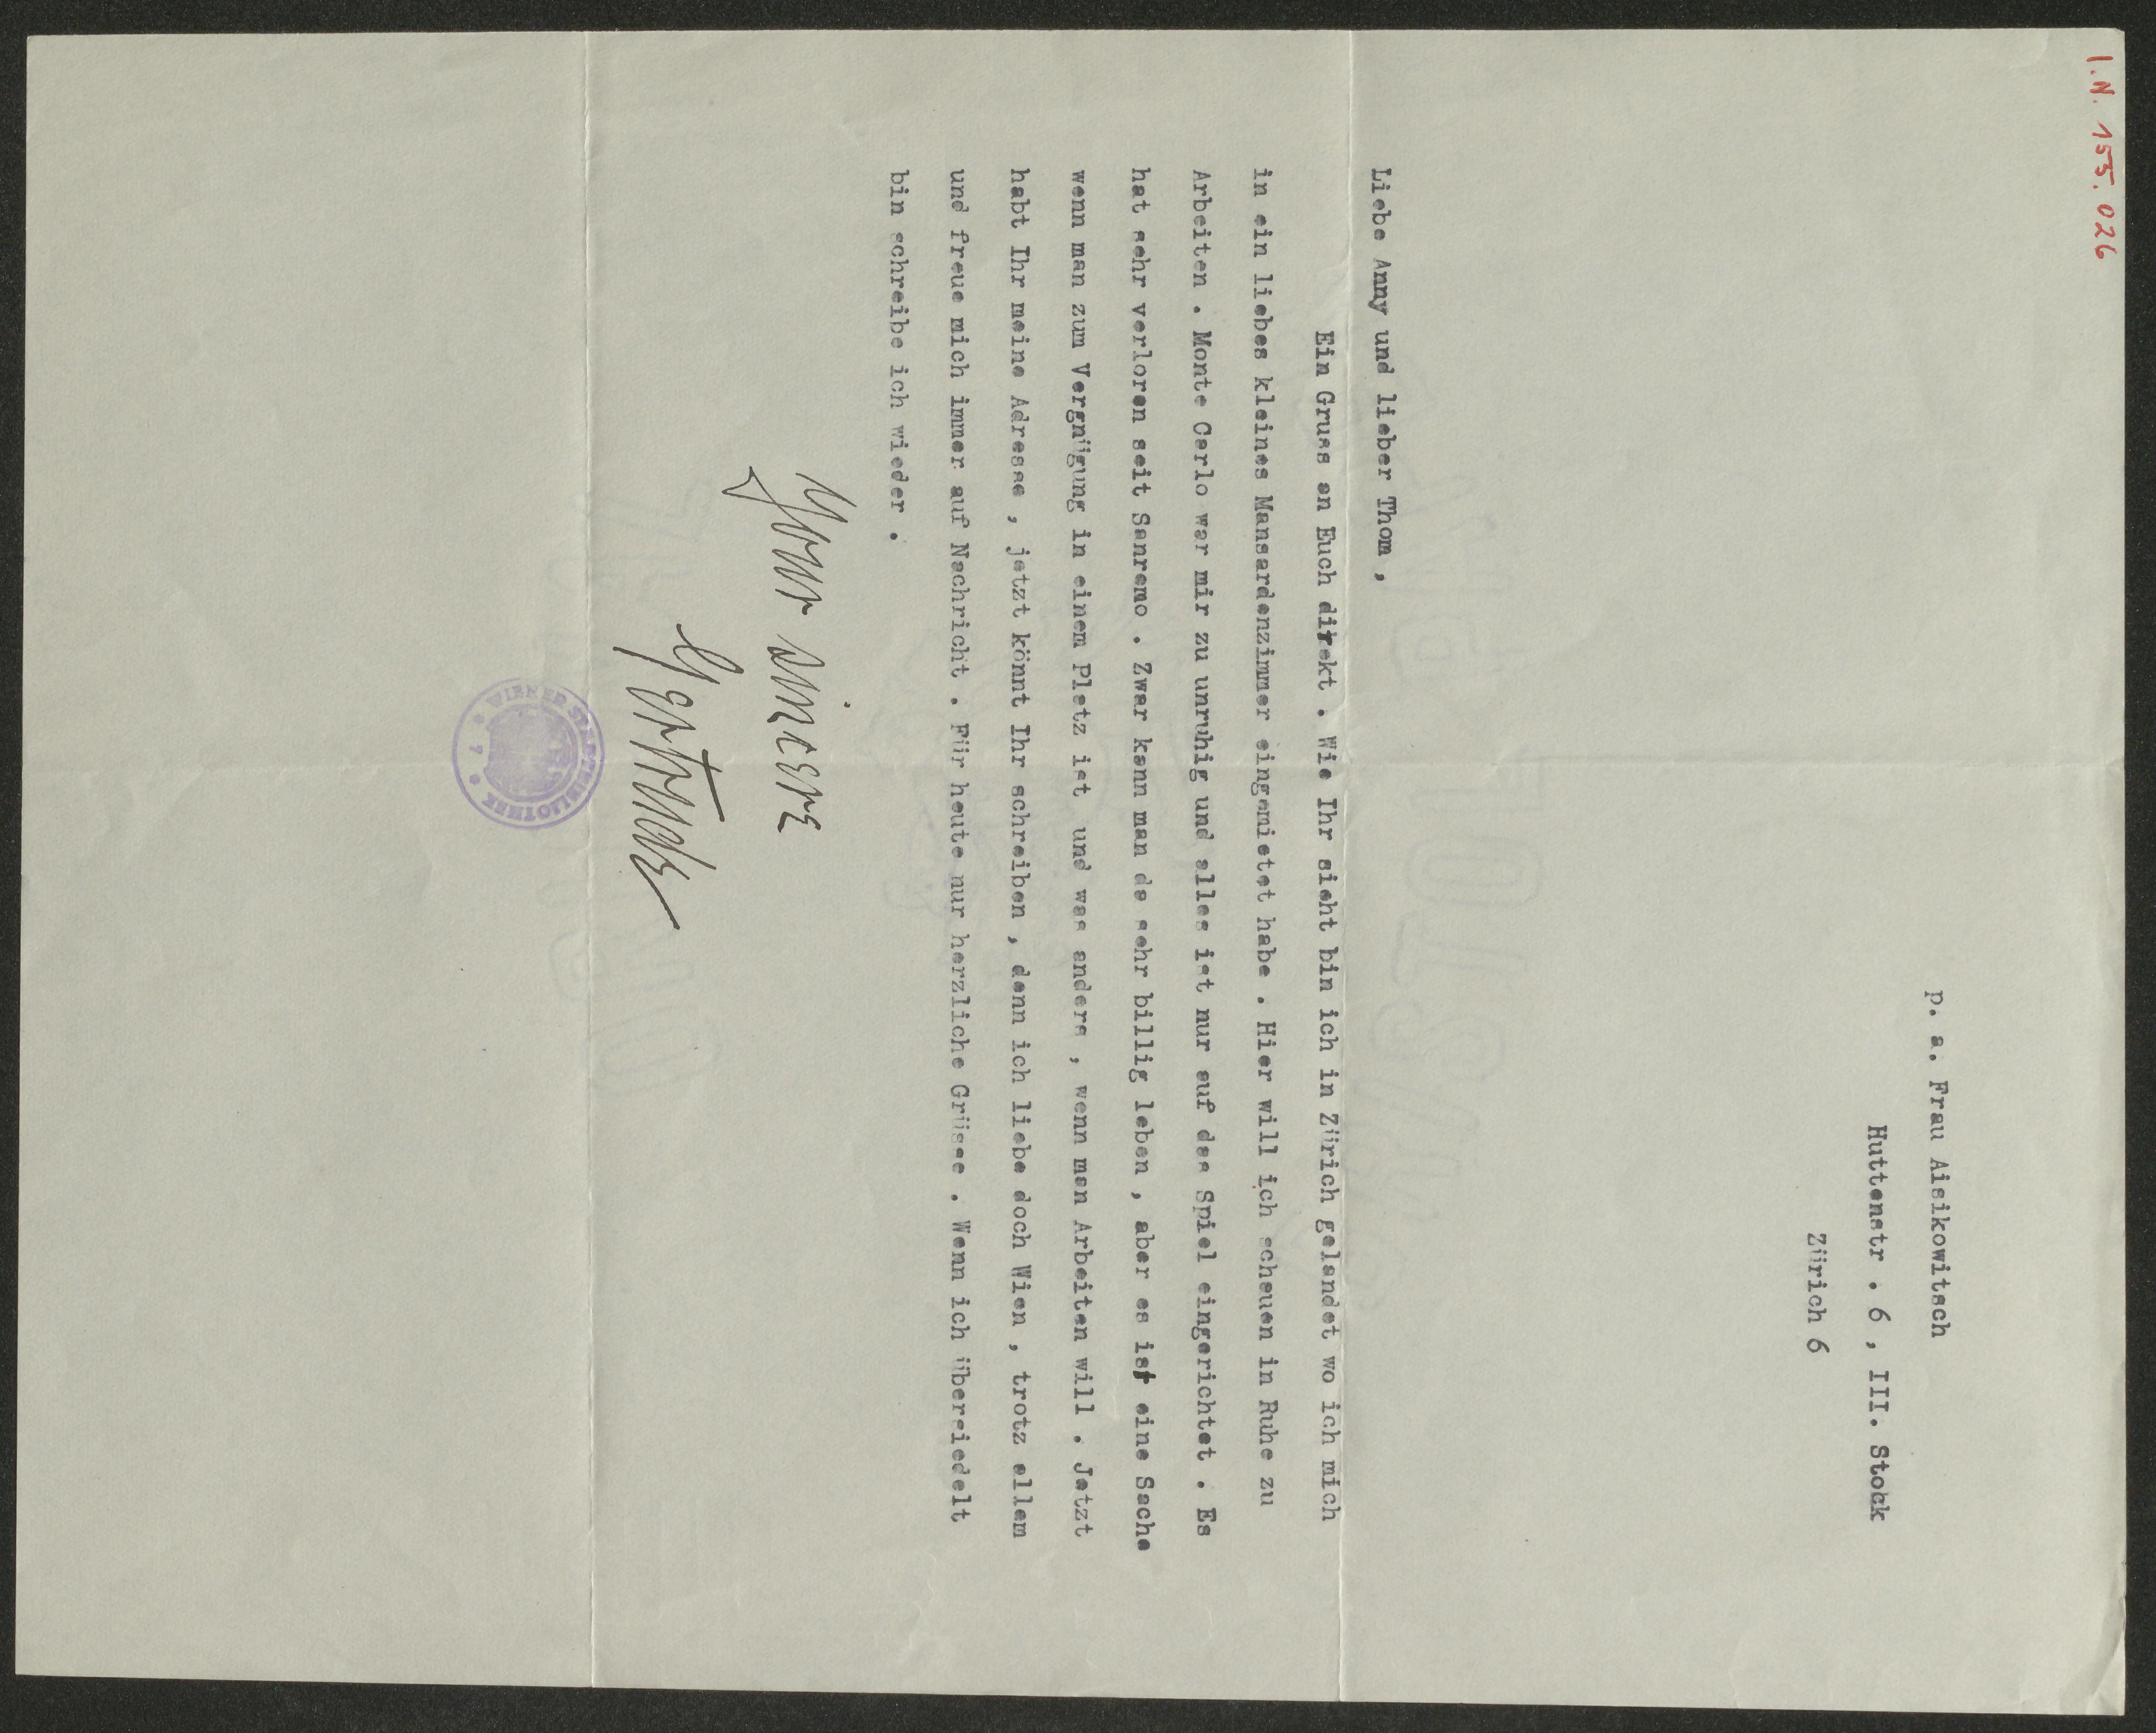 I.N. 155.026
p. a. Frau Aisikowitsch
Huttenstr . 6 , III. Stock
Zürich 6
Liebe Anny und lieber Thom ,
Ein Gruss an Euch direkt . Wie Ihr sieht bin ich in Zürich gelandet wo ich mich
in ein liebes kleines Mansardenzimmer eingemietet habe . Hier will ich schauen in Ruhe zu
Arbeiten . Monte Carlo war mir zu unruhig und alles ist nur auf das Spiel eingerichtet . Es
hat sehr verloren seit Sanremo . Zwar kann man da sehr billig leben , aber es ist eine Sache
wenn man zum Vergnügung in einem Platz ist und was anders , wenn man Arbeiten will . Jetzt
habt Ihr meine Adresse , jetzt könnt Ihr schreiben , denn ich liebe doch Wien , trotz allem
und freue mich immer auf Nachricht . Für heute nur herzliche Grüsse . Wenn ich übersiedelt
bin schreibe ich wieder .
WIENER STADTBIBLIOTHEK